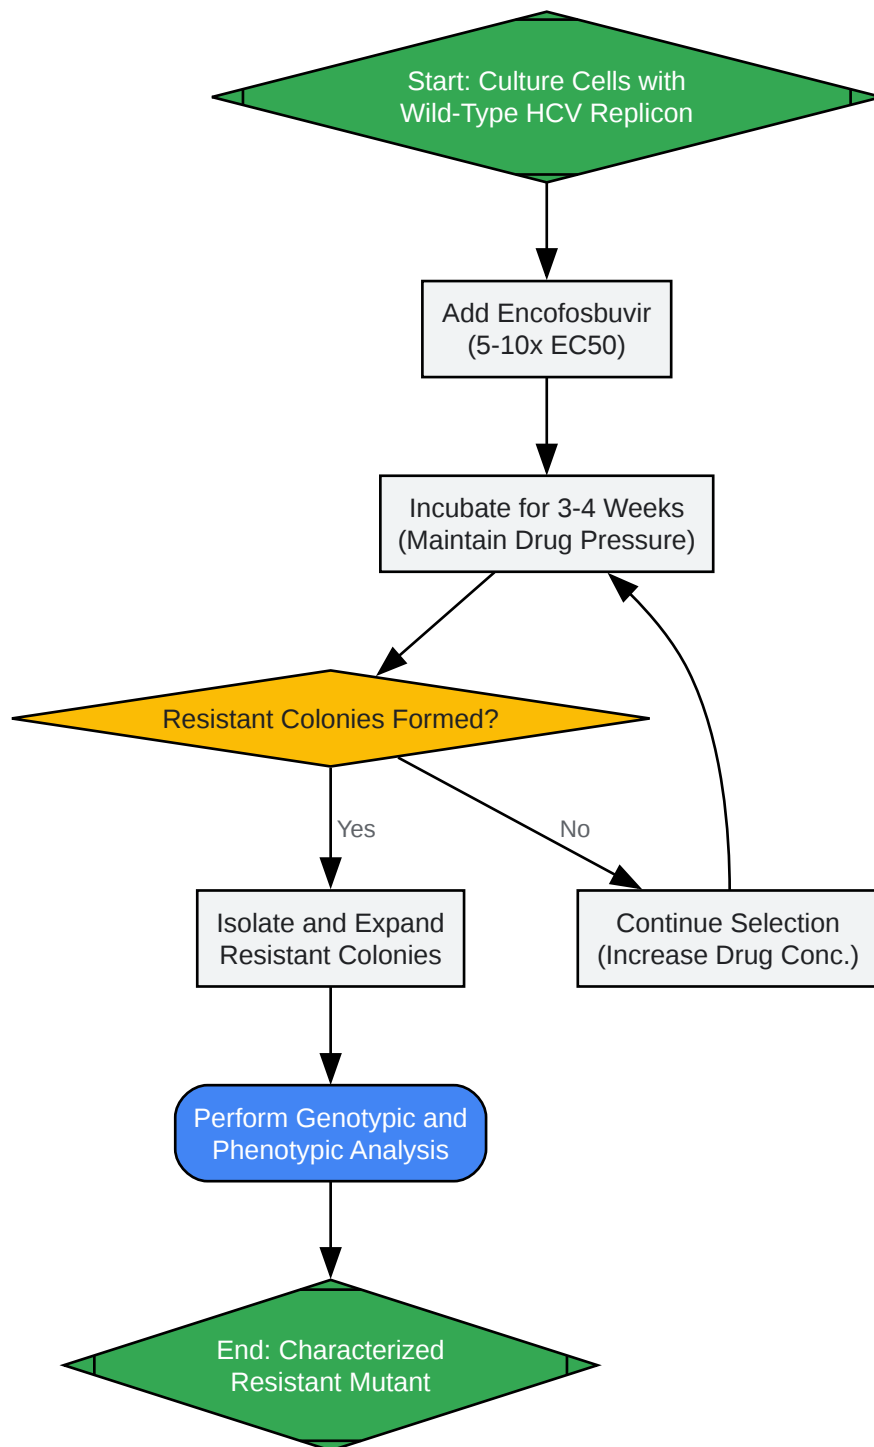 Start: Culture Cells with
Wild-Type HCV Replicon
Add Encofosbuvir
(5-10x EC50)
Incubate for 3-4 Weeks
(Maintain Drug Pressure)
Resistant Colonies Formed?
Yes
No
Isolate and Expand
Resistant Colonies
Continue Selection
(Increase Drug Conc.)
Perform Genotypic and
Phenotypic Analysis
End: Characterized
Resistant Mutant